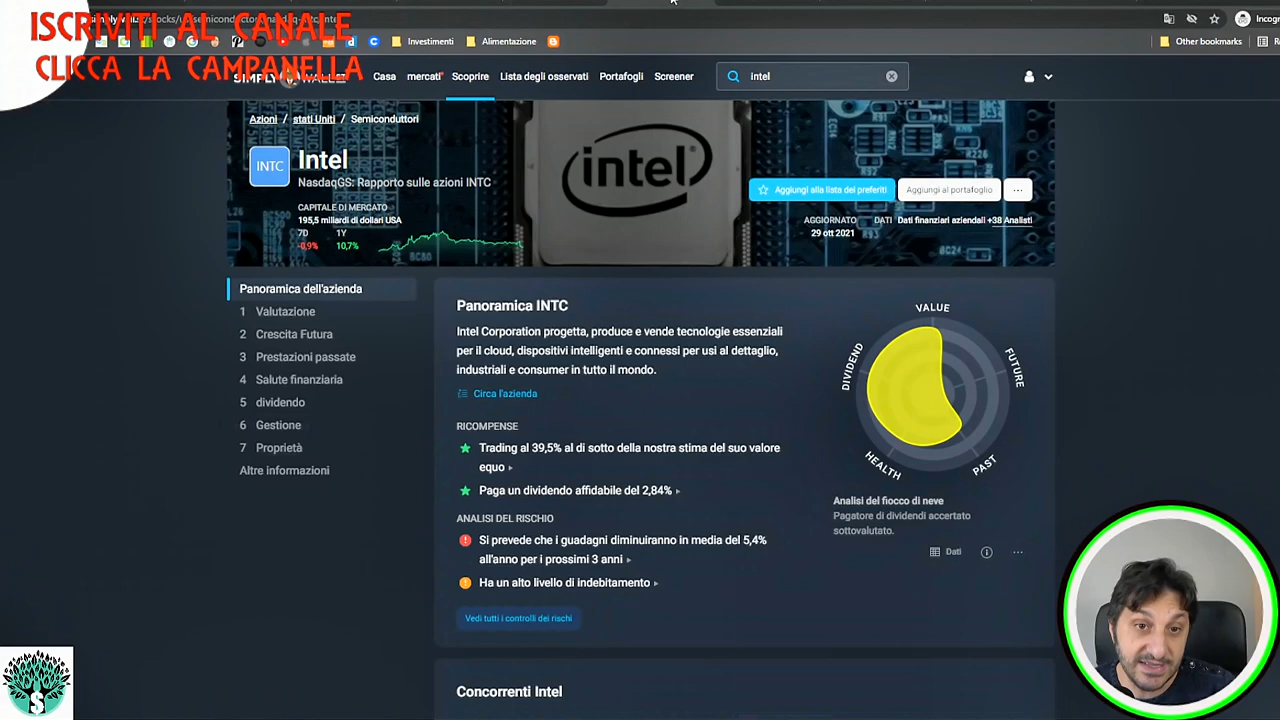 ISCRIVITI AL CANALE
CLICCA LA CAMPANELLA
Incog
Investimenti
Alimentazione
Other bookmarks
Casa
mercati
Scoprire
Lista degli osservati
Portafogli
Screener
intel
Azioni / stati Uniti / Semiconduttori
INTC
Intel
NasdaqGS: Rapporto sulle azioni INTC
CAPITALE DI MERCATO
195,5 miliardi di dollari USA
7D 1Y
-0,9% 10,7%
intel
Aggiungi alla lista dei preferiti
Aggiungi al portafoglio
...
AGGIORNATO
29 ott 2021
DATI
Dati finanziari aziendali +38 Analisti
Panoramica dell'azienda
1 Valutazione
2 Crescita Futura
3 Prestazioni passate
4 Salute finanziaria
5 dividendo
6 Gestione
7 Proprietà
Altre informazioni
Panoramica INTC
Intel Corporation progetta, produce e vende tecnologie essenziali
per il cloud, dispositivi intelligenti e connessi per usi al dettaglio,
industriali e consumer in tutto il mondo.
Circa l'azienda
RICOMPENSE
Trading al 39,5% al di sotto della nostra stima del suo valore
equo
Paga un dividendo affidabile del 2,84%
ANALISI DEL RISCHIO
Si prevede che i guadagni diminuiranno in media del 5,4%
all'anno per i prossimi 3 anni
Ha un alto livello di indebitamento
Vedi tutti i controlli dei rischi
VALUE
FUTURE
PAST
HEALTH
DIVIDEND
Analisi del fiocco di neve
Pagatore di dividendi accertato
sottovalutato.
Dati
...
Concorrenti Intel
$